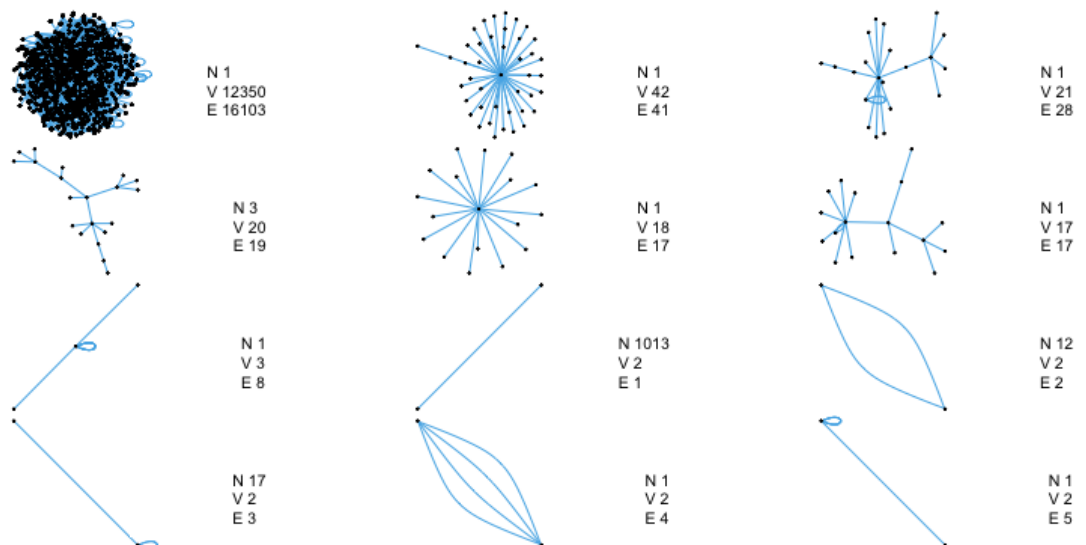 N 1
V 12350
E 16103
N 1
V 42
E 41
N 1
V 21
E 28
N 3
V 20
E 19
N 1
V 18
E 17
N 1
V 17
E 17
N 1
V 3
E 8
N 1013
V 2
E 1
N 12
V 2
E 2
N 17
V 2
E 3
N 1
V 2
E 4
N 1
V 2
E 5